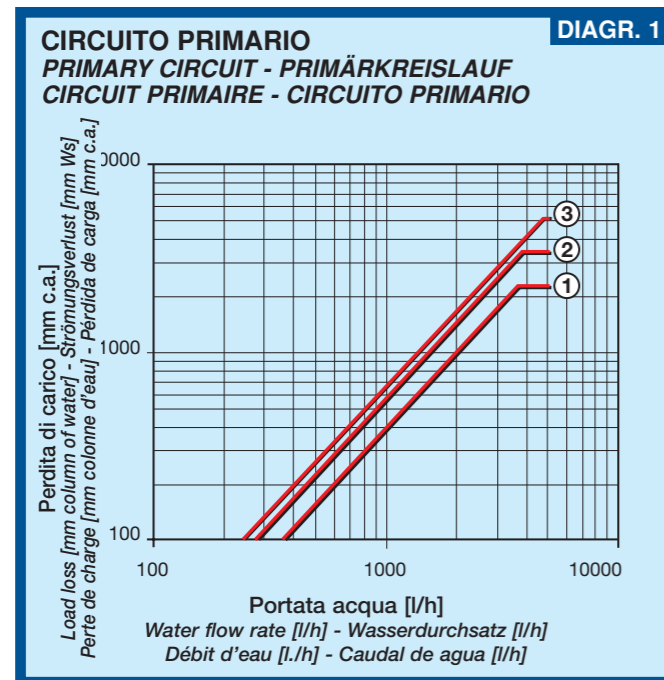 DIAGR. 1
CIRCUITO PRIMARIO
PRIMARY CIRCUIT - PRIMÄRKREISLAUF
CIRCUIT PRIMAIRE - CIRCUITO PRIMARIO
Perdita di carico [mm c.a.]
Load loss [mm column of water] - Strömungsverlust [mm Ws]
Perte de charge [mm colonne d'eau] - Pérdida de carga [mm c.a.]
0000
1000
100
3
2
1
100 1000 10000
Portata acqua [l/h]
Water flow rate [l/h] - Wasserdurchsatz [l/h]
Débit d'eau [l./h] - Caudal de agua [l/h]